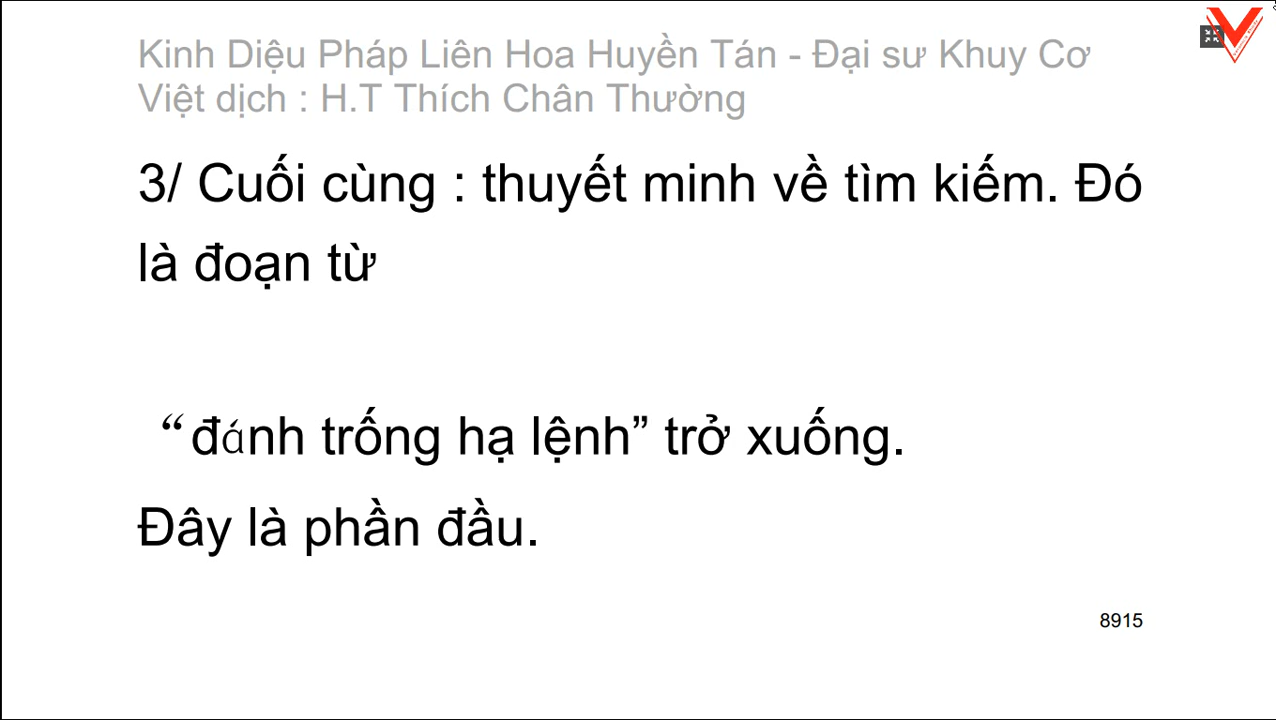 Kinh Diệu Pháp Liên Hoa Huyền Tán - Đại sư Khuy Cơ
Việt dịch : H.T Thích Chân Thường
3/ Cuối cùng : thuyết minh về tìm kiếm. Đó
là đoạn từ
“đánh trống hạ lệnh” trở xuống.
Đây là phần đầu.
8915